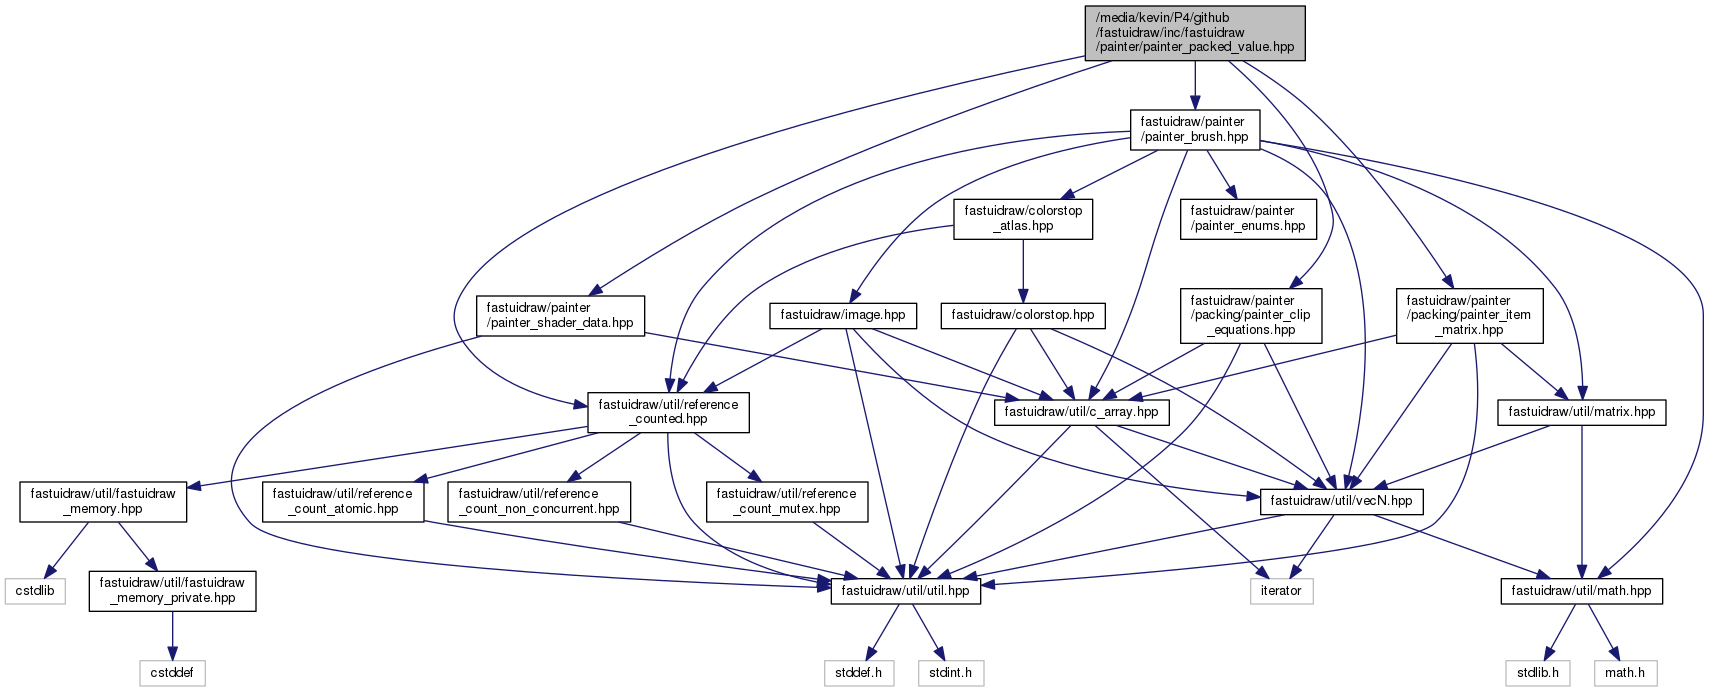 /media/kevin/P4/github
/fastuidraw/inc/fastuidraw
/painter/painter_packed_value.hpp
fastuidraw/painter
/painter_brush.hpp
fastuidraw/colorstop
_atlas.hpp
fastuidraw/painter
/painter_enums.hpp
fastuidraw/painter
/painter_shader_data.hpp
fastuidraw/image.hpp
fastuidraw/colorstop.hpp
fastuidraw/painter
/packing/painter_clip
_equations.hpp
fastuidraw/painter
/packing/painter_item
_matrix.hpp
fastuidraw/util/reference
_counted.hpp
fastuidraw/util/c_array.hpp
fastuidraw/util/matrix.hpp
fastuidraw/util/fastuidraw
_memory.hpp
fastuidraw/util/reference
_count_atomic.hpp
fastuidraw/util/reference
_count_non_concurrent.hpp
fastuidraw/util/reference
_count_mutex.hpp
fastuidraw/util/vecN.hpp
cstdlib
fastuidraw/util/fastuidraw
_memory_private.hpp
fastuidraw/util/util.hpp
iterator
fastuidraw/util/math.hpp
cstddef
stddef.h
stdint.h
stdlib.h
math.h